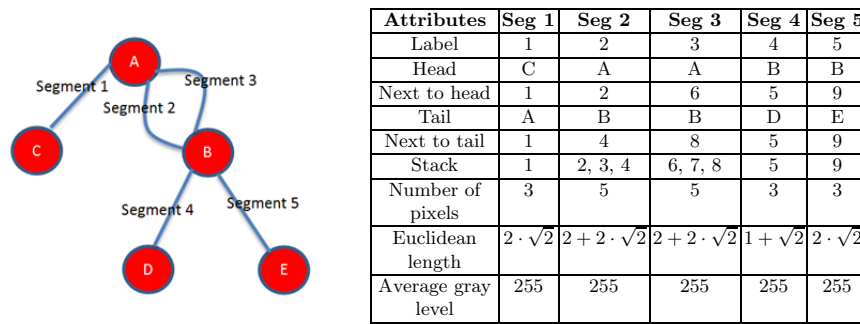 A
Segment 1
Segment 3
Segment 2
C
B
Segment 4
Segment 5
D
E
Attributes Seg 1 Seg 2 Seg 3 Seg 4 Seg 5
Label 1 2 3 4 5
Head C A A B B
Next to head 1 2 6 5 9
Tail A B B D E
Next to tail 1 4 8 5 9
Stack 1 2, 3, 4 6, 7, 8 5 9
Number of 3 5 5 3 3
pixels
Euclidean 2 · √2 2 + 2 · √2 2 + 2 · √2 1 + √2 2 · √2
length
Average gray 255 255 255 255 255
level